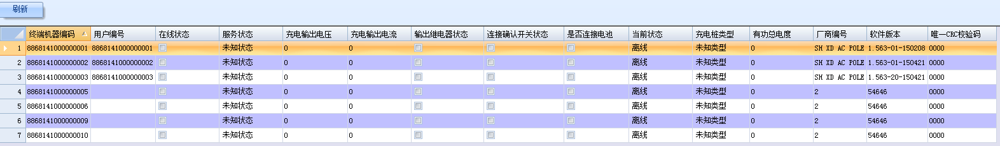 刷新
终端机器编码 用户编号 在线状态 服务状态 充电输出电压 充电输出电流 输出继电器状态 连接确认开关状态 是否连接电池 当前状态 充电桩类型 有功总电度 厂商编号 软件版本 唯一CRC校验码
1 8868141000000001 8868141000000001 未知状态 0 0 离线 未知类型 0 SH XD AC POLE 1.563-01-150208 0000
2 8868141000000002 8868141000000002 未知状态 0 0 离线 未知类型 0 SH XD AC POLE 1.563-01-150421 0000
3 8868141000000003 8868141000000003 未知状态 0 0 离线 未知类型 0 SH XD AC POLE 1.563-20-150421 0000
4 8868141000000005 未知状态 0 0 离线 未知类型 0 2 54646 0000
5 8868141000000006 未知状态 0 0 离线 未知类型 0 2 54646 0000
6 8868141000000009 未知状态 0 0 离线 未知类型 0 2 54646 0000
7 8868141000000010 未知状态 0 0 离线 未知类型 0 2 54646 0000